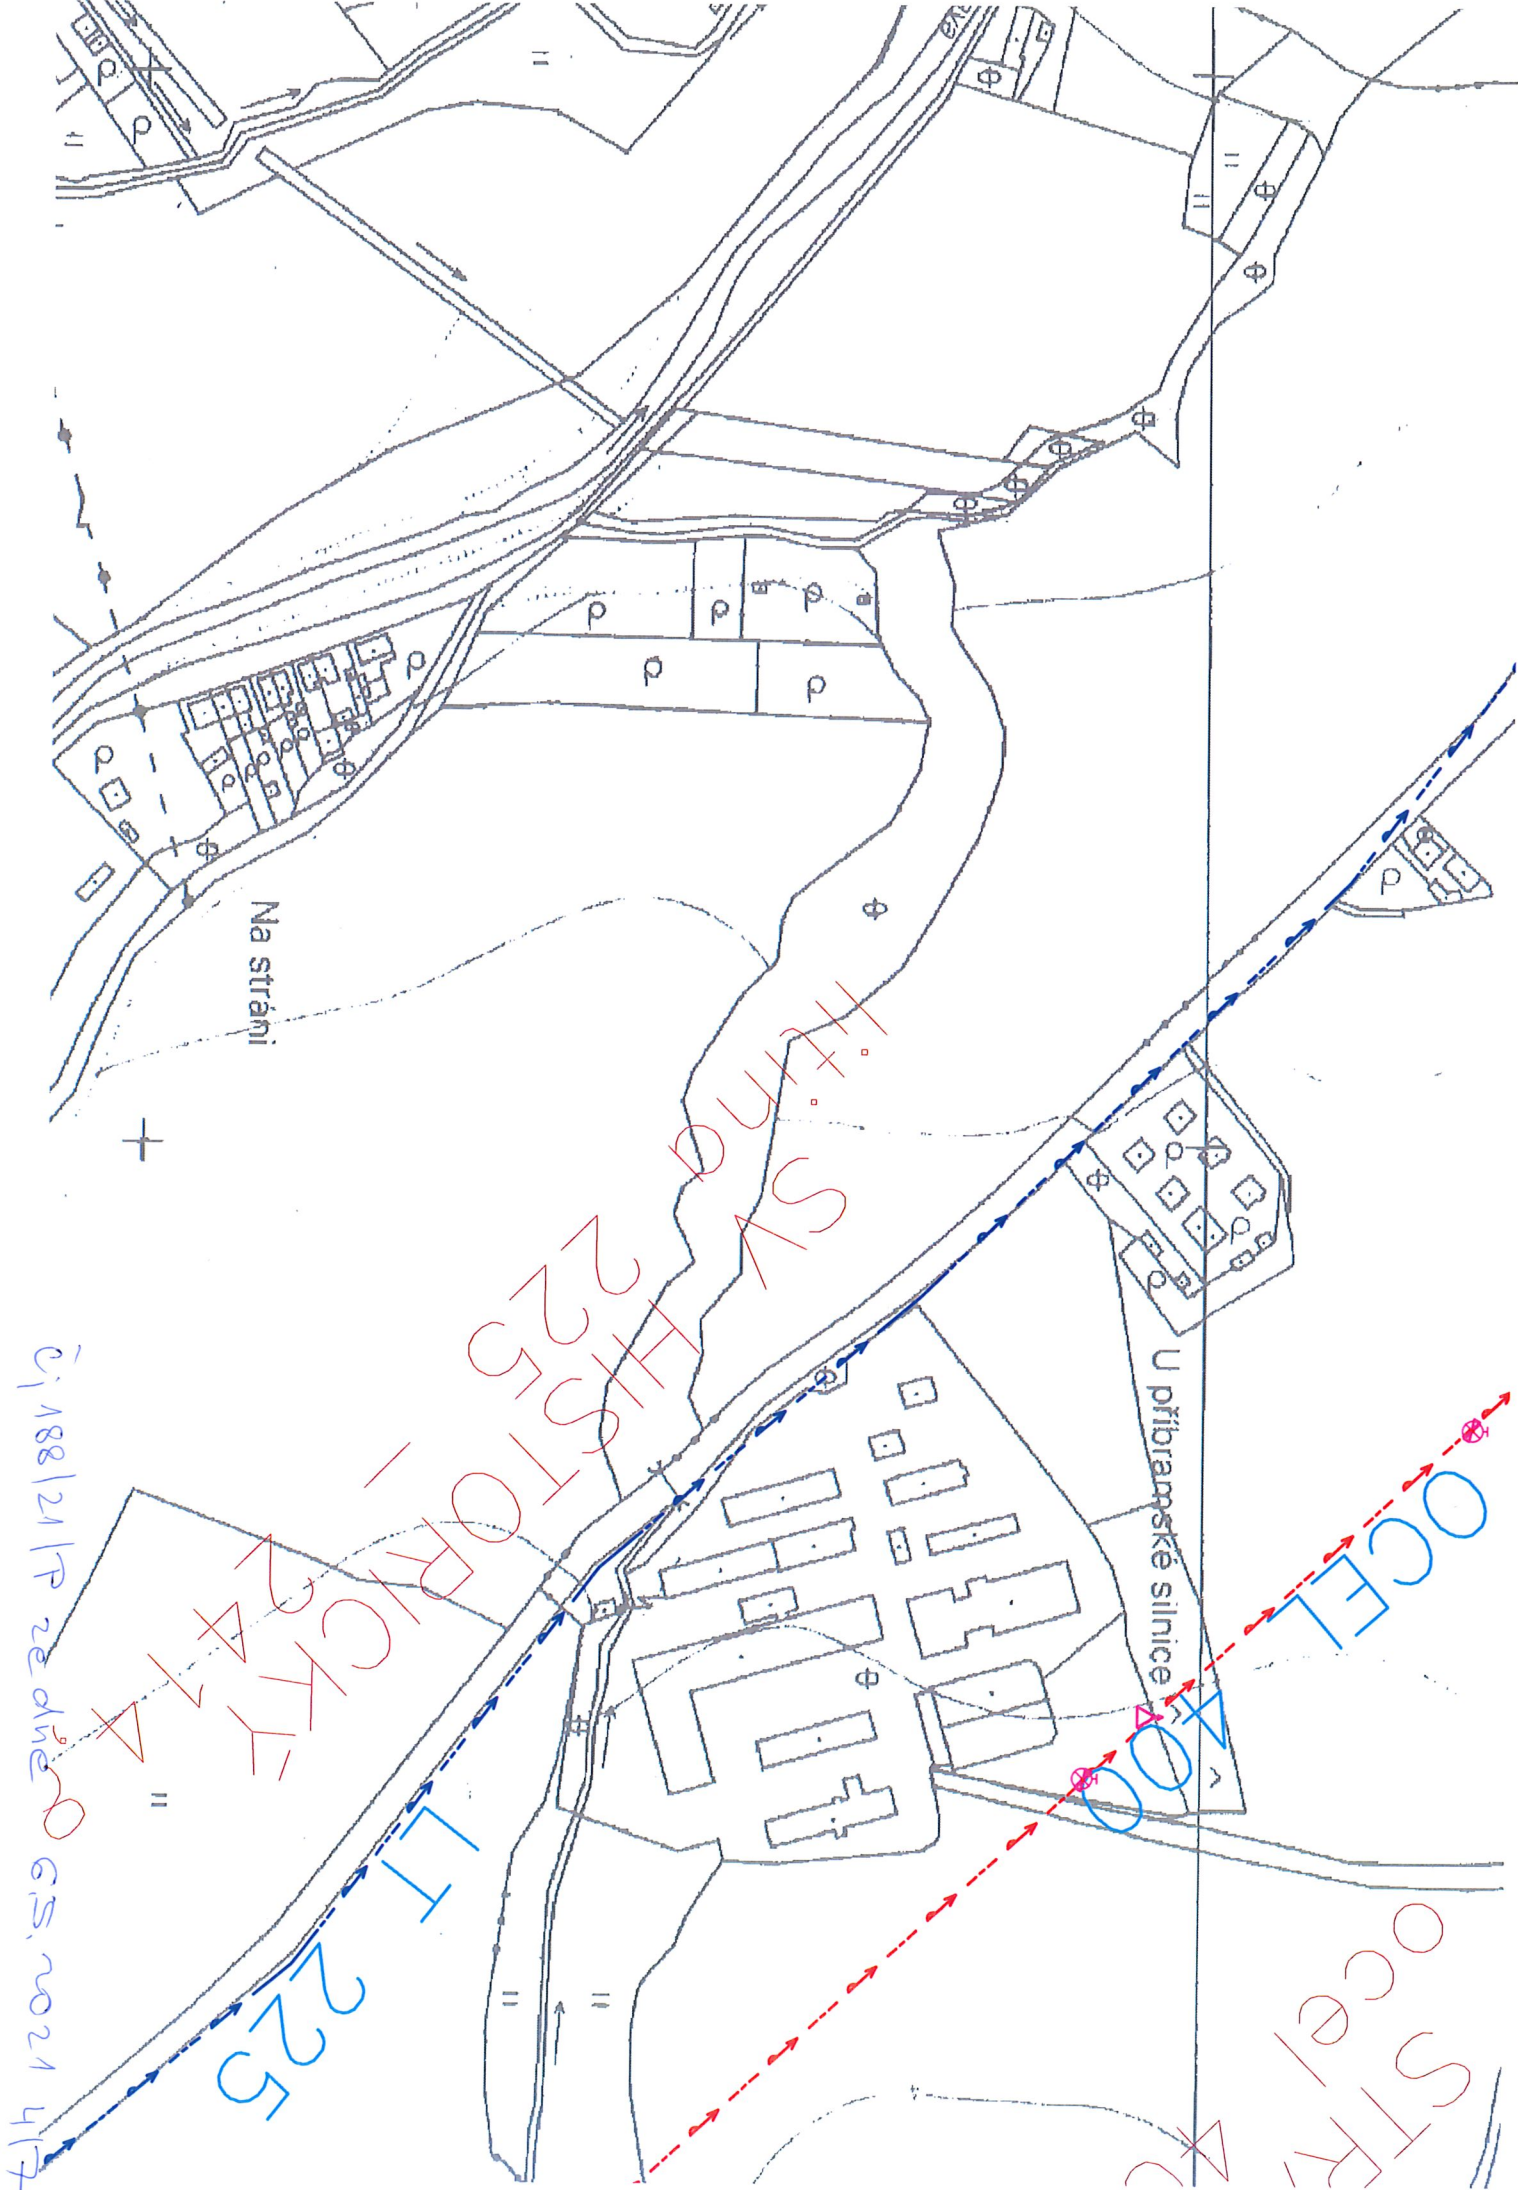 Na stráni
U příbramské silnice
litina
SV
225
HISTORICKÝ-
241
LT
225
OCEL
400
ocel
čj 188/21/P ze dne 6.5.2021 4/7